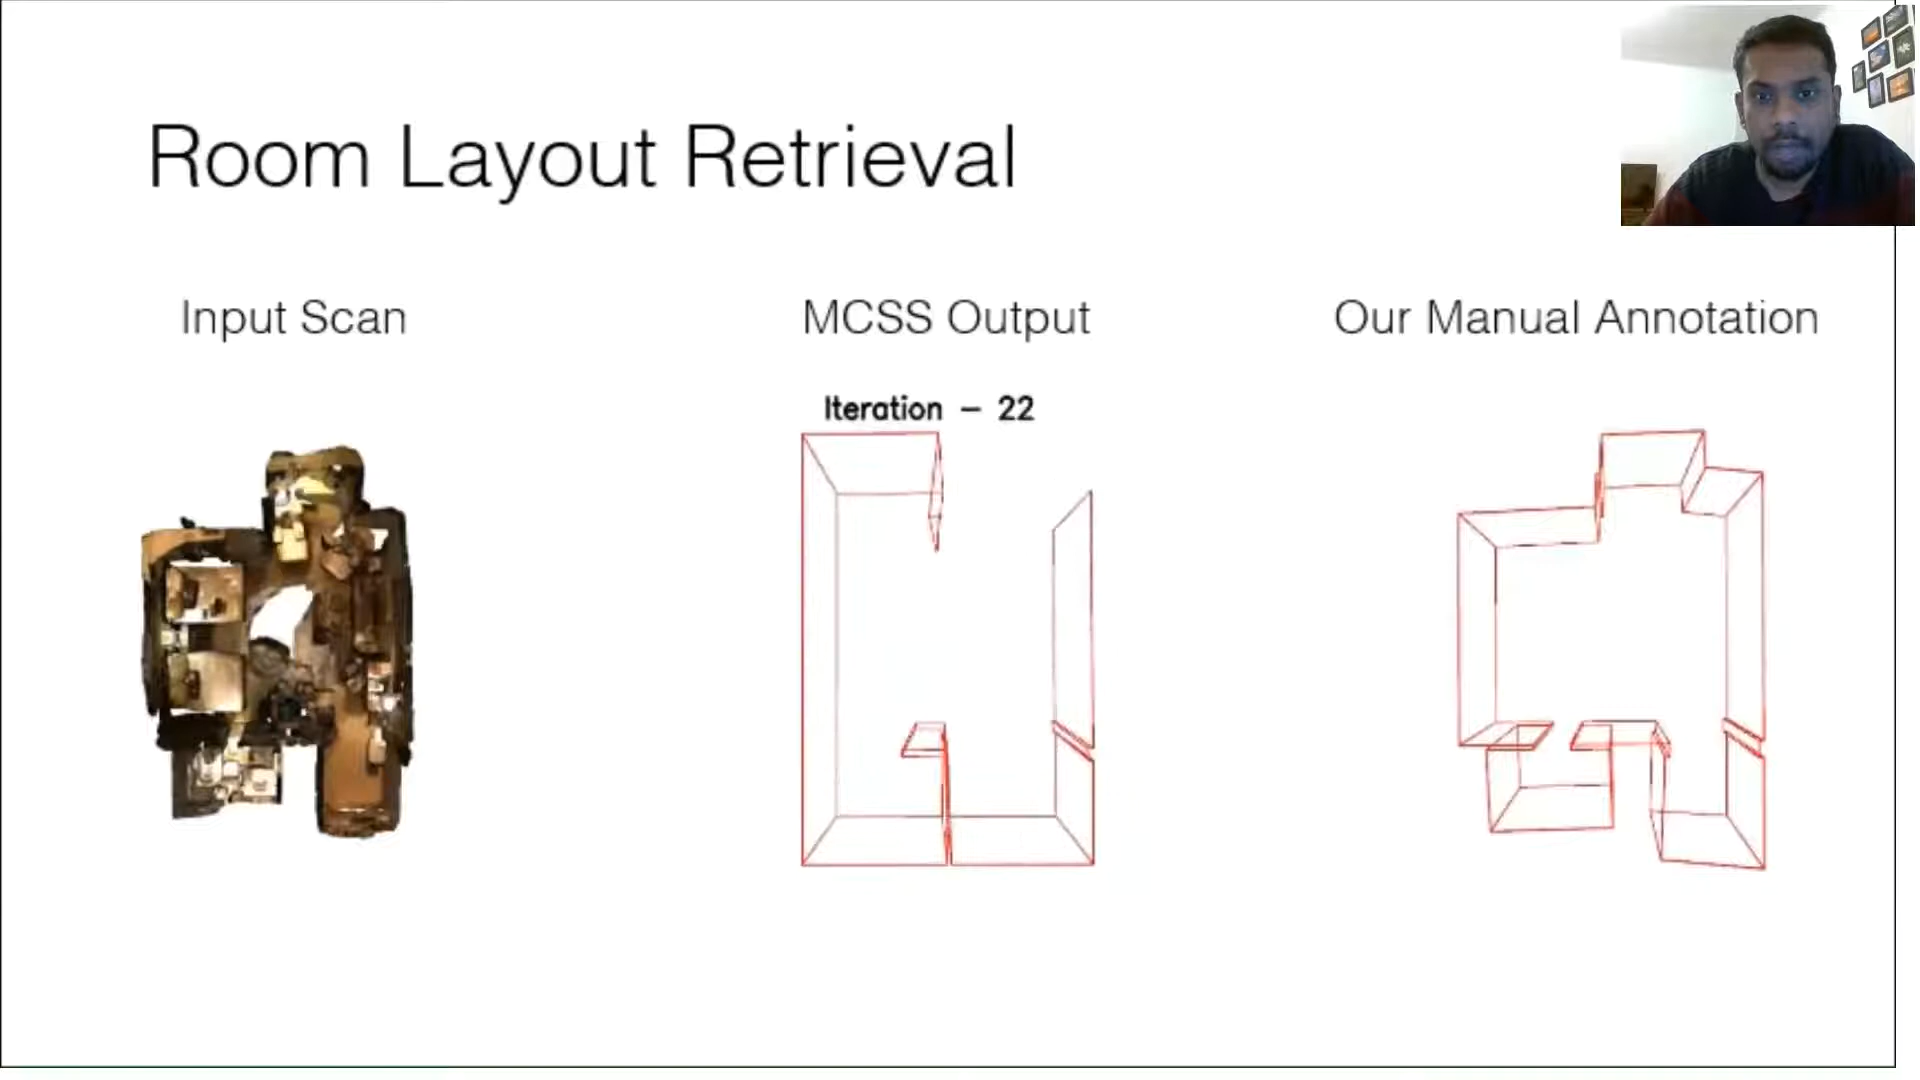 Room Layout Retrieval
Input Scan
MCSS Output
Our Manual Annotation
Iteration – 22